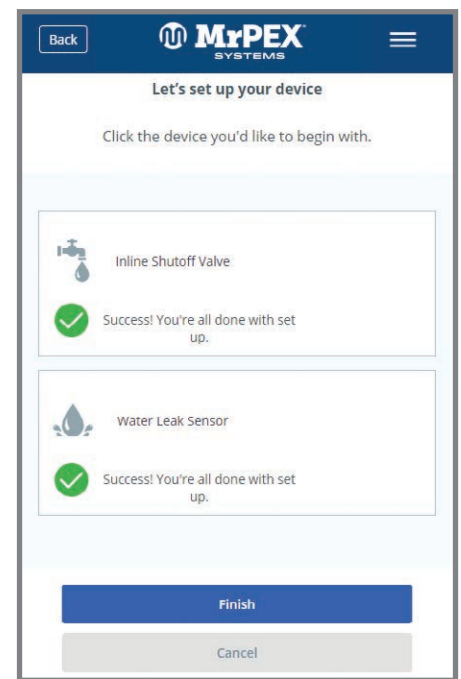 Back
MrPEX
SYSTEMS
Let's set up your device
Click the device you'd like to begin with.
Inline Shutoff Valve
Success! You're all done with set
up.
Water Leak Sensor
Success! You're all done with set
up.
Finish
Cancel